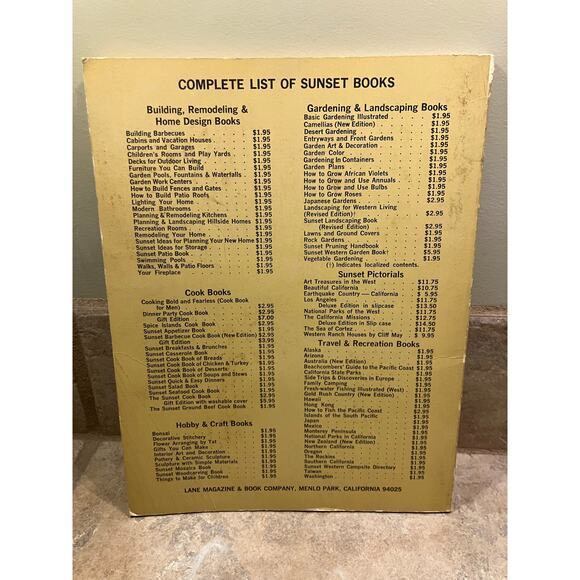 COMPLETE LIST OF SUNSET BOOKS
Building, Remodeling &
Home Design Books
Building Barbecues . . . . . . $1.95
Cabins and Vacation Houses . . . . $1.95
Carports and Garages . . . . . $1.95
Children's Rooms and Play Yards . . . $1.95
Decks for Outdoor Living . . . . $1.95
Furniture You Can Build . . . . $1.95
Garden Pools, Fountains & Waterfalls . $1.95
Garden Work Centers . . . . . $1.95
How to Build Fences and Gates . . . $1.95
How to Build Patio Roofs . . . . $1.95
Lighting Your Home . . . . . $1.95
Modern Bathrooms . . . . . . $1.95
Planning & Remodeling Kitchens . . $1.95
Planning & Landscaping Hillside Homes $1.95
Recreation Rooms . . . . . . $1.95
Remodeling Your Home . . . . . $1.95
Sunset Ideas for Planning Your New Home $1.95
Sunset Ideas for Storage . . . . $1.95
Sunset Patio Book . . . . . . $1.95
Swimming Pools . . . . . . . $1.95
Walks, Walls & Patio Floors . . . . $1.95
Your Fireplace . . . . . . . $1.95
Cook Books
Cooking Bold and Fearless (Cook Book
for Men) . . . . . . . . $2.95
Dinner Party Cook Book . . . . $2.95
Gift Edition . . . . . . . $7.00
Spice Islands Cook Book . . . . $2.95
Sunset Appetizer Book . . . . . $1.95
Sunset Barbecue Cook Book (New Edition) $2.95
Gift Edition . . . . . . . $3.95
Sunset Breakfasts & Brunches . . . $1.95
Sunset Casserole Book . . . . . $1.95
Sunset Cook Book of Breads . . . . $1.95
Sunset Cook Book of Chicken & Turkey . $1.95
Sunset Cook Book of Desserts . . . $1.95
Sunset Cook Book of Soups and Stews . $1.95
Sunset Quick & Easy Dinners . . . $1.95
Sunset Salad Book . . . . . . $1.95
Sunset Seafood Cook Book . . . . $1.95
The Sunset Cook Book . . . . . $2.95
Gift Edition with washable cover . . $5.95
The Sunset Ground Beef Cook Book . . $1.95
Hobby & Craft Books
Bonsai . . . . . . . . . $1.95
Decorative Stitchery . . . . . $1.95
Flower Arranging by Tat . . . . $1.95
Gifts You Can Make . . . . . $1.95
Interior Art and Decoration . . . . $1.95
Pottery & Ceramic Sculpture . . . $1.95
Sculpture with Simple Materials . . $1.95
Sunset Mosaics Book . . . . . $1.95
Sunset Woodcarving Book . . . . $1.95
Things to Make for Children . . . $1.95
Gardening & Landscaping Books
Basic Gardening Illustrated . . . . $1.95
Camellias (New Edition) . . . . . $1.95
Desert Gardening . . . . . . $1.95
Entryways and Front Gardens . . . $1.95
Garden Art & Decoration . . . . $1.95
Garden Color . . . . . . . $1.95
Gardening in Containers . . . . $1.95
Garden Plans . . . . . . . $1.95
How to Grow African Violets . . . $1.95
How to Grow and Use Annuals . . . $1.95
How to Grow and Use Bulbs . . . $1.95
How to Grow Roses . . . . . . $1.95
Japanese Gardens . . . . . . $2.95
Landscaping for Western Living
(Revised Edition)† . . . . . $2.95
Sunset Landscaping Book
(Revised Edition) . . . . . . $2.95
Lawns and Ground Covers . . . . $1.95
Rock Gardens . . . . . . . $1.95
Sunset Pruning Handbook . . . . $1.95
Sunset Western Garden Book† . . . $5.95
Vegetable Gardening . . . . . $1.95
(†) Indicates localized contents.
Sunset Pictorials
Art Treasures in the West . . . . $11.75
Beautiful California . . . . . . $10.75
Earthquake Country — California . . $ 5.95
Los Angeles . . . . . . . . $11.75
Deluxe Edition in slipcase . . . $13.50
National Parks of the West . . . . $11.75
The California Missions . . . . . $12.75
Deluxe Edition in Slip case . . . $14.50
The Sea of Cortez . . . . . . $11.75
Western Ranch Houses by Cliff May . $ 3.95
Travel & Recreation Books
Alaska . . . . . . . . . $1.95
Arizona . . . . . . . . . $1.95
Australia (New Edition) . . . . . $1.95
Beachcombers' Guide to the Pacific Coast $1.95
California State Parks . . . . . $1.95
Side Trips & Discoveries in Europe . . $1.95
Family Camping . . . . . . . $1.95
Fresh-water Fishing Illustrated (West) . $1.95
Gold Rush Country (New Edition) . . $1.95
Hawaii . . . . . . . . . $1.95
Hong Kong . . . . . . . . $1.95
How to Fish the Pacific Coast . . . $2.95
Islands of the South Pacific . . . . $1.95
Japan . . . . . . . . . $1.95
Mexico . . . . . . . . . $1.95
Monterey Peninsula . . . . . . $1.95
National Parks in California . . . . $1.95
New Zealand (New Edition) . . . . $1.95
Northern California . . . . . . $1.95
Oregon . . . . . . . . . $1.95
The Rockies . . . . . . . . $1.95
Southern California . . . . . . $1.95
Sunset Western Campsite Directory . $1.95
Taiwan . . . . . . . . . $1.95
Washington . . . . . . . . $1.95
LANE MAGAZINE & BOOK COMPANY, MENLO PARK, CALIFORNIA 94025